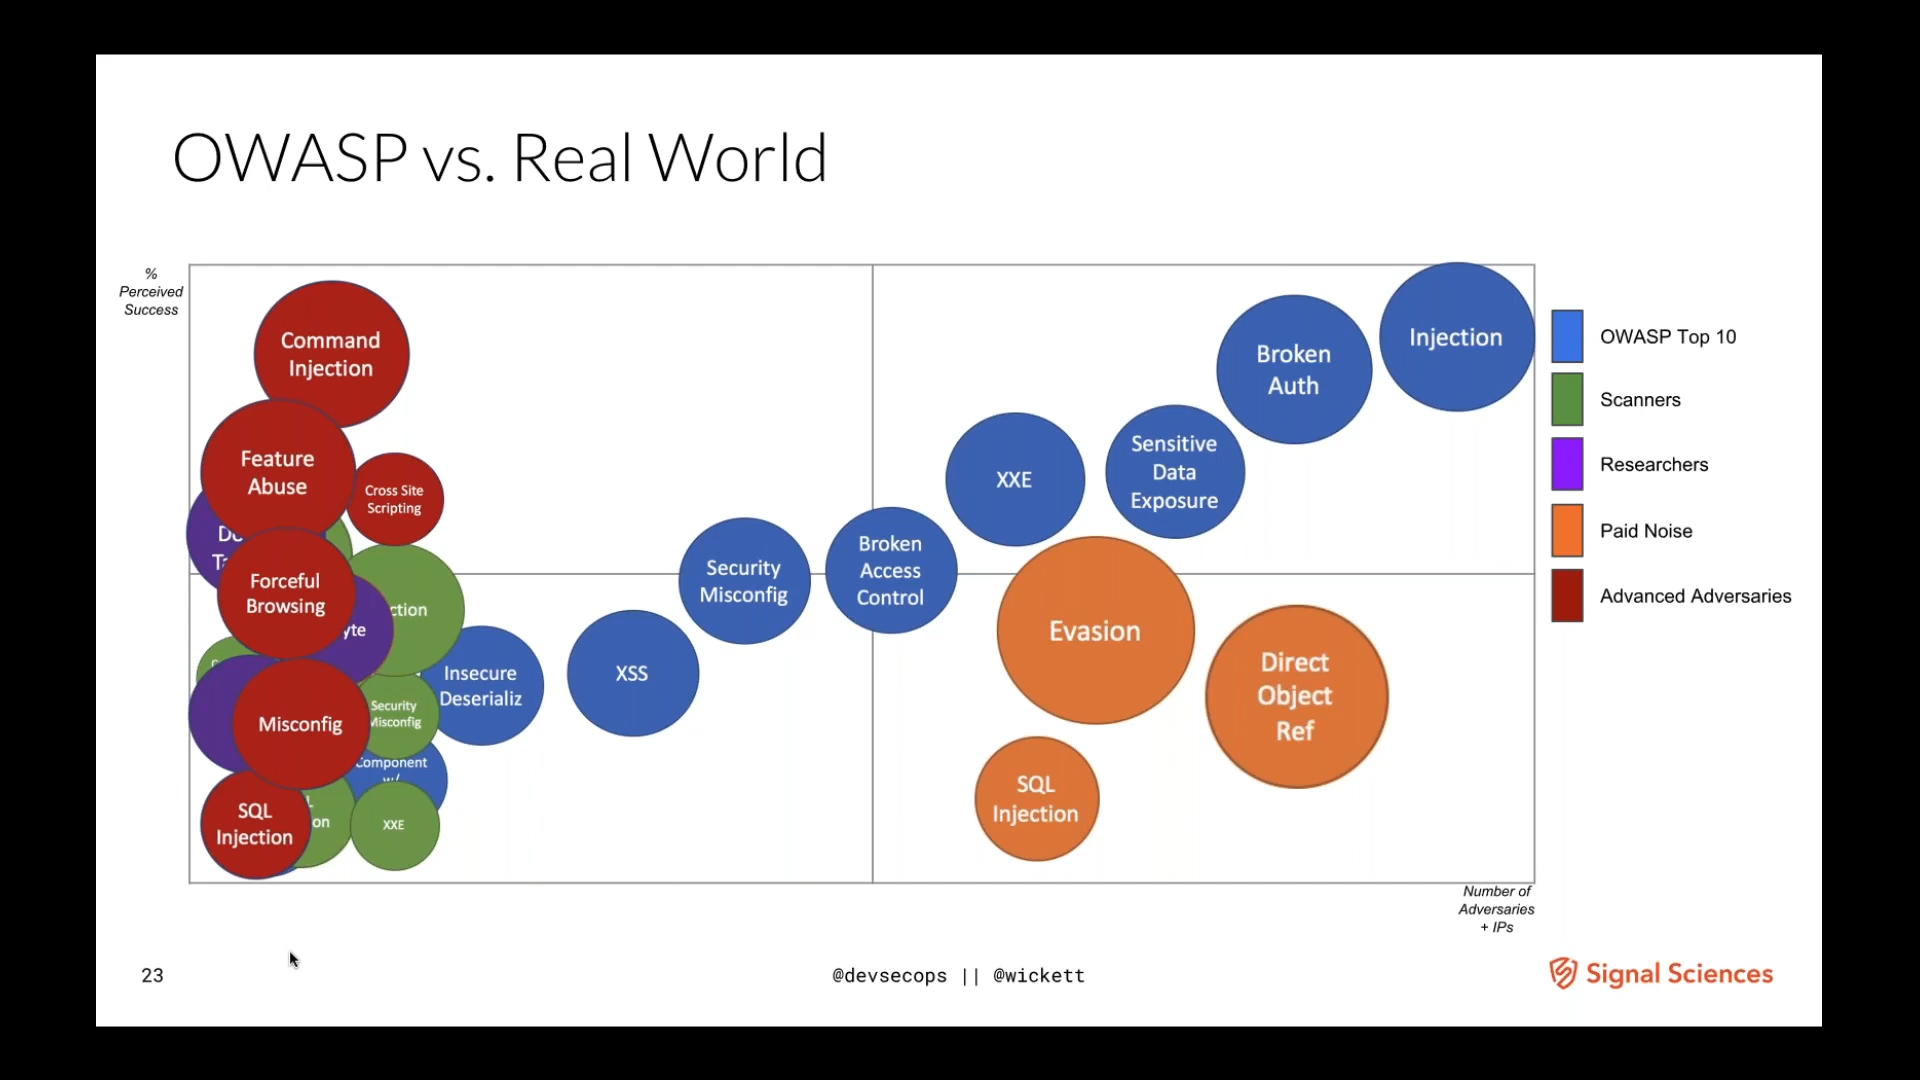 OWASP vs. Real World
%
Perceived
Success
Command
Injection
Feature
Abuse
Cross Site
Scripting
Forceful
Browsing
Misconfig
Security
Misconfig
SQL
Injection
XXE
Insecure
Deserializ
Component
w/
XSS
Security
Misconfig
Broken
Access
Control
XXE
Sensitive
Data
Exposure
Broken
Auth
Injection
Evasion
Direct
Object
Ref
SQL
Injection
OWASP Top 10
Scanners
Researchers
Paid Noise
Advanced Adversaries
Number of
Adversaries
+ IPs
23
@devsecops || @wickett
Signal Sciences